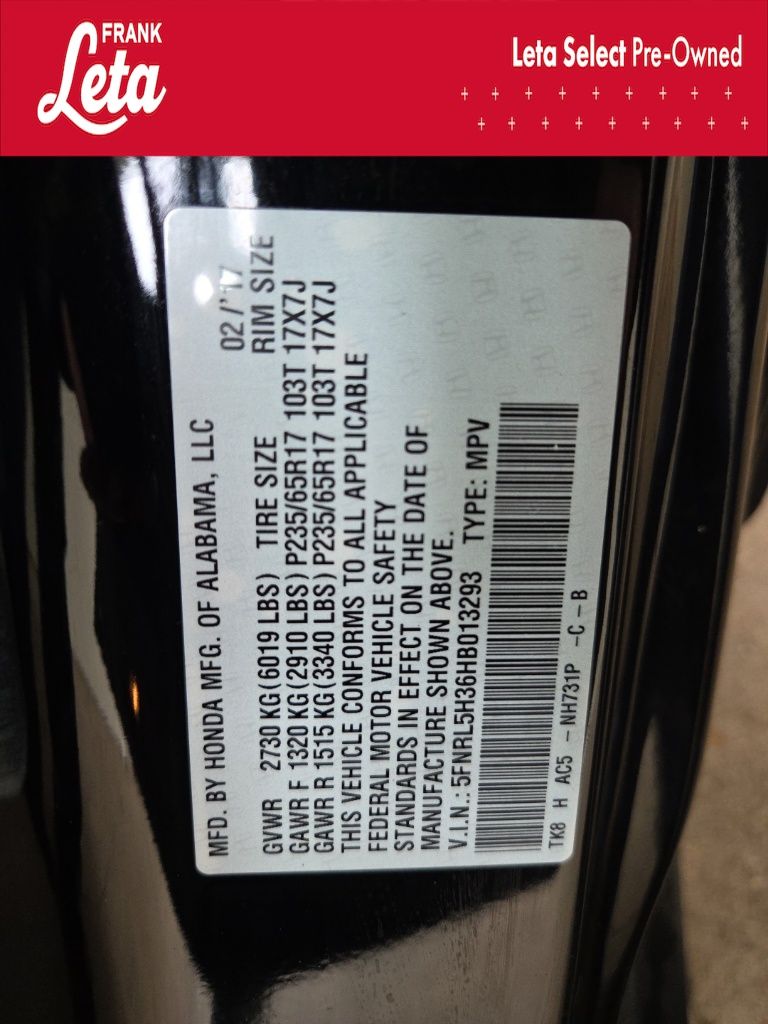 FRANK
Leta
Leta Select Pre-Owned
MFD. BY HONDA MFG. OF ALABAMA, LLC 02/'17
GVWR 2730 KG(6019 LBS) TIRE SIZE RIM SIZE
GAWR F 1320 KG(2910 LBS)P235/65R17 103T 17X7J
GAWR R 1515 KG(3340 LBS)P235/65R17 103T 17X7J
THIS VEHICLE CONFORMS TO ALL APPLICABLE
FEDERAL MOTOR VEHICLE SAFETY
STANDARDS IN EFFECT ON THE DATE OF
MANUFACTURE SHOWN ABOVE.
V.I.N.: 5FNRL5H36HB013293 TYPE: MPV
TK8 H AC5 -NH731P -C-B